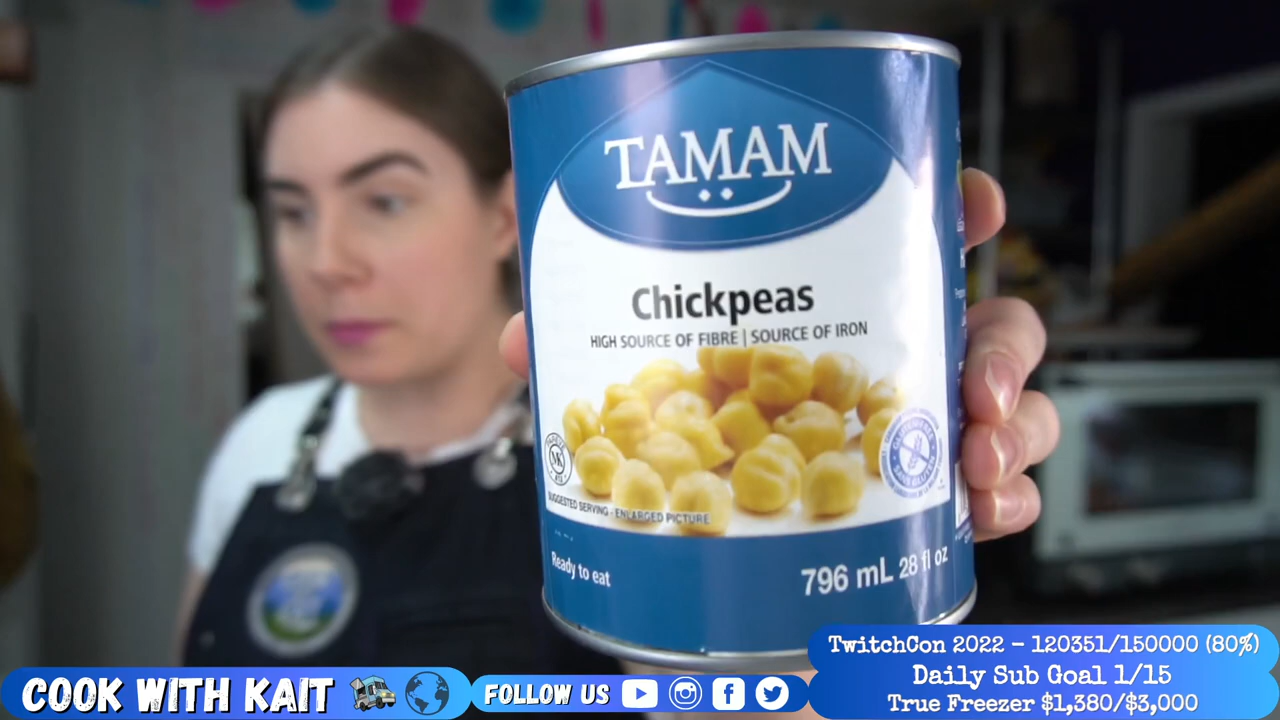 TAMAM
Chickpeas
HIGH SOURCE OF FIBRE | SOURCE OF IRON
MK
SUGGESTED SERVING - ENLARGED PICTURE
Ready to eat
796 mL 28 fl oz
COOK WITH KAIT
FOLLOW US
TwitchCon 2022 - 120351/150000 (80%)
Daily Sub Goal 1/15
True Freezer $1,380/$3,000